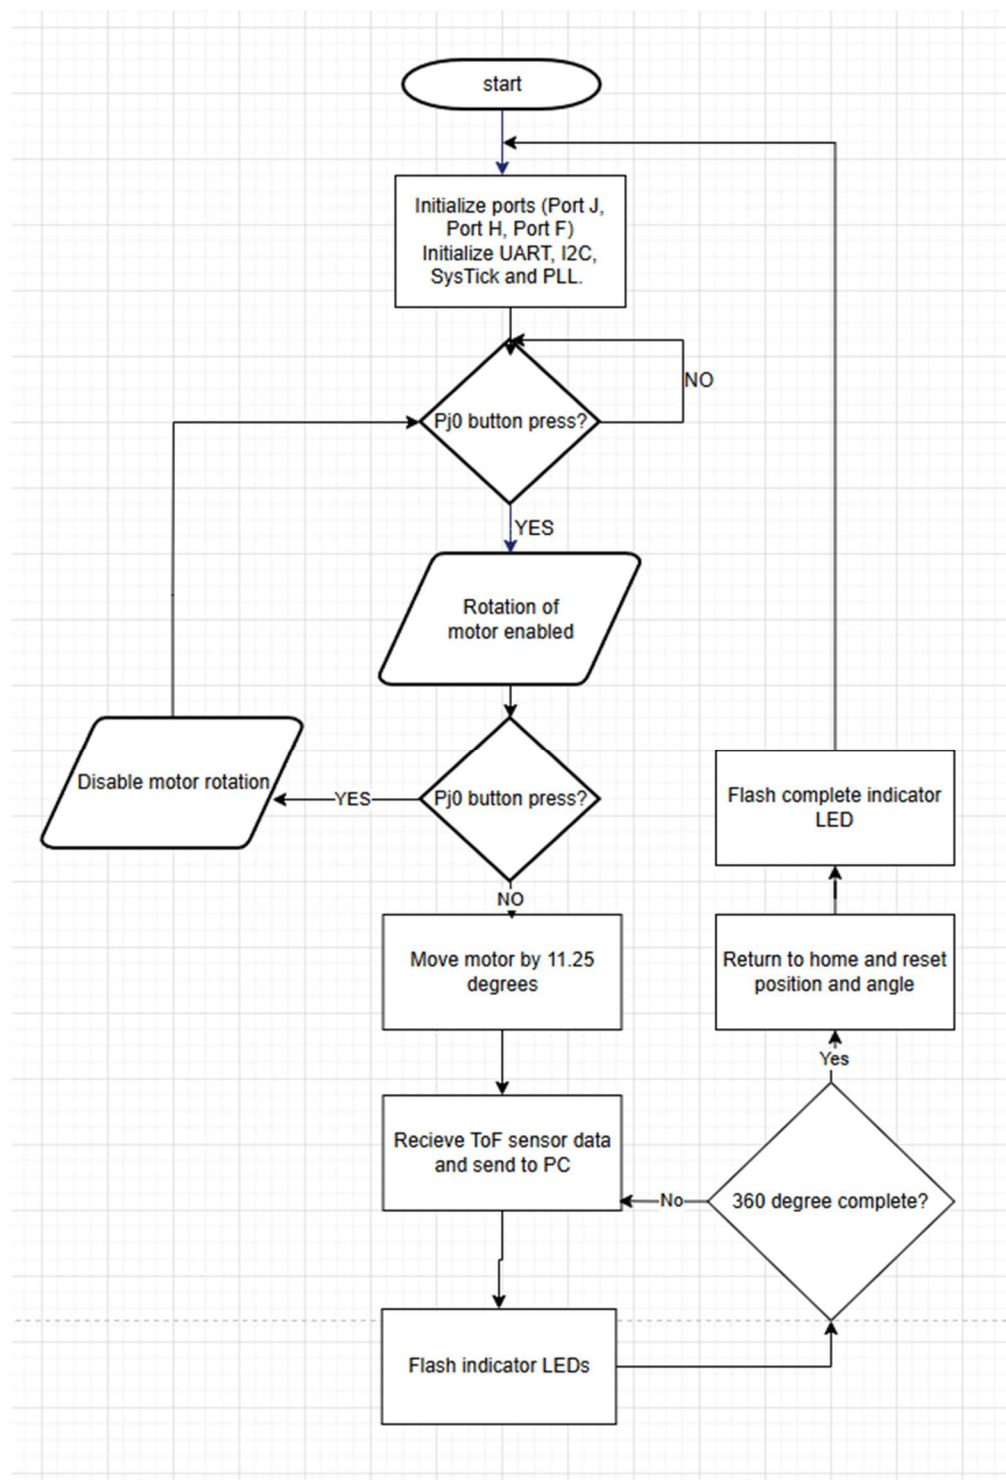 start
Initialize ports (Port J,
Port H, Port F)
Initialize UART, I2C,
SysTick and PLL.
NO
Pj0 button press?
YES
Rotation of
motor enabled
Disable motor rotation
YES
Pj0 button press?
NO
Move motor by 11.25
degrees
Recieve ToF sensor data
and send to PC
Flash indicator LEDs
No
360 degree complete?
Yes
Return to home and reset
position and angle
Flash complete indicator
LED